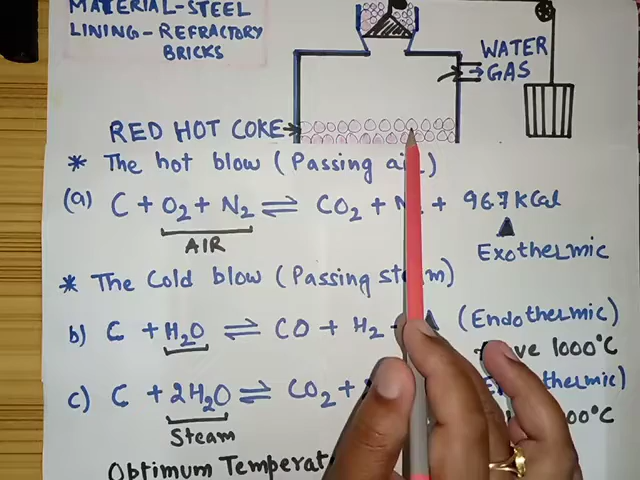 MATERIAL-STEEL
LINING-REFRACTORY
BRICKS
WATER
GAS
RED HOT COKE
* The hot blow (Passing
(a) C + O2 + N2 ⇌ CO2 + + 96.7 KCal
AIR
Exothermic
* The Cold blow (Passing steam)
b) C + H2O ⇌ CO + H2 (Endothermic)
1000°C
c) C + 2H2O ⇌ CO2 +
Steam
Optimum